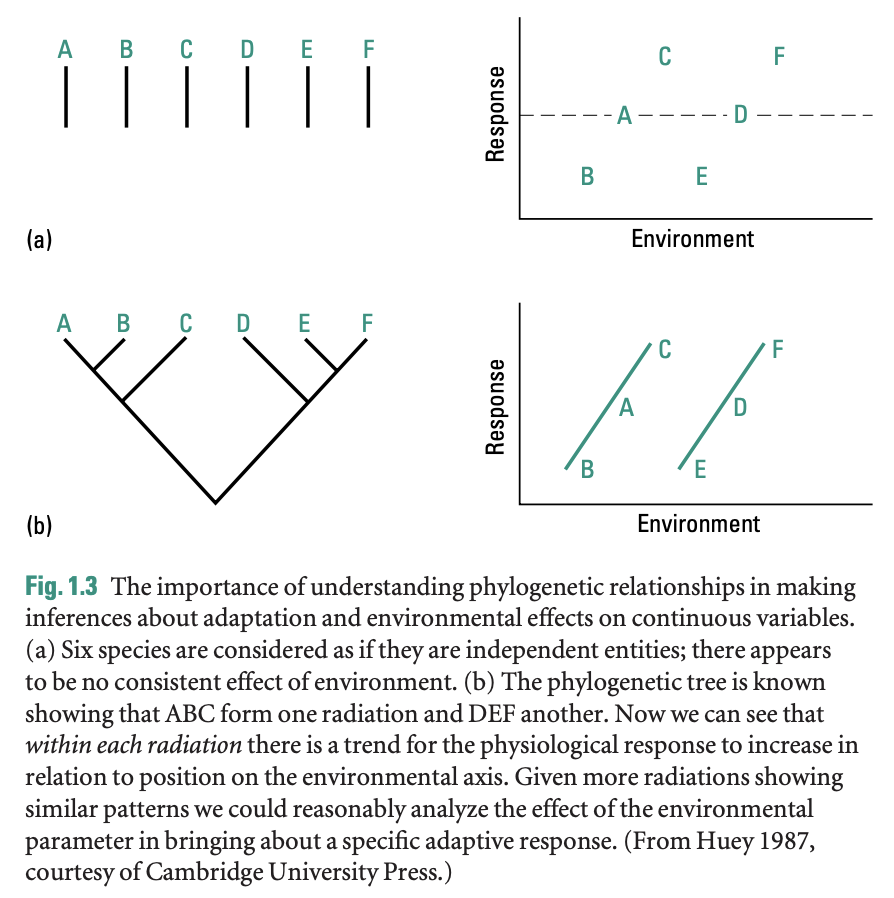 A B C D E F
Response
C F
A D
B E
Environment
(a)
A B C D E F
Response
C F
A D
B E
Environment
(b)
Fig. 1.3 The importance of understanding phylogenetic relationships in making
inferences about adaptation and environmental effects on continuous variables.
(a) Six species are considered as if they are independent entities; there appears
to be no consistent effect of environment. (b) The phylogenetic tree is known
showing that ABC form one radiation and DEF another. Now we can see that
within each radiation there is a trend for the physiological response to increase in
relation to position on the environmental axis. Given more radiations showing
similar patterns we could reasonably analyze the effect of the environmental
parameter in bringing about a specific adaptive response. (From Huey 1987,
courtesy of Cambridge University Press.)